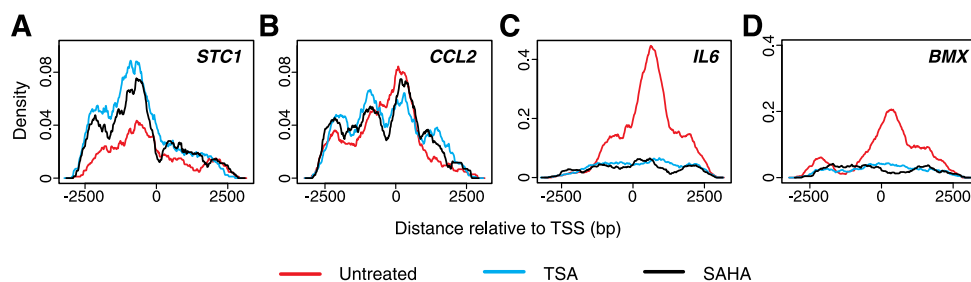 A STC1
B CCL2
C IL6
D BMX
Density
0 0.04 0.08
-2500 0 2500
0 0.04 0.08
-2500 0 2500
0 0.2 0.4
-2500 0 2500
0 0.2 0.4
-2500 0 2500
Distance relative to TSS (bp)
Untreated TSA SAHA